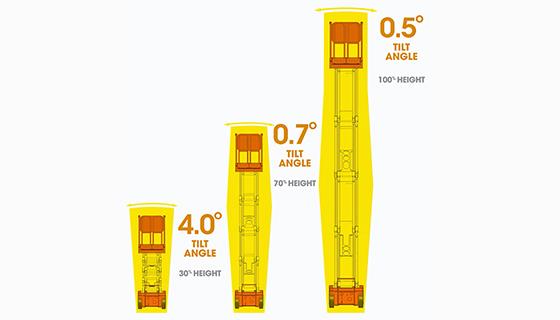 0.5°
TILT
ANGLE
100% HEIGHT
0.7°
TILT
ANGLE
70% HEIGHT
4.0°
TILT
ANGLE
30% HEIGHT